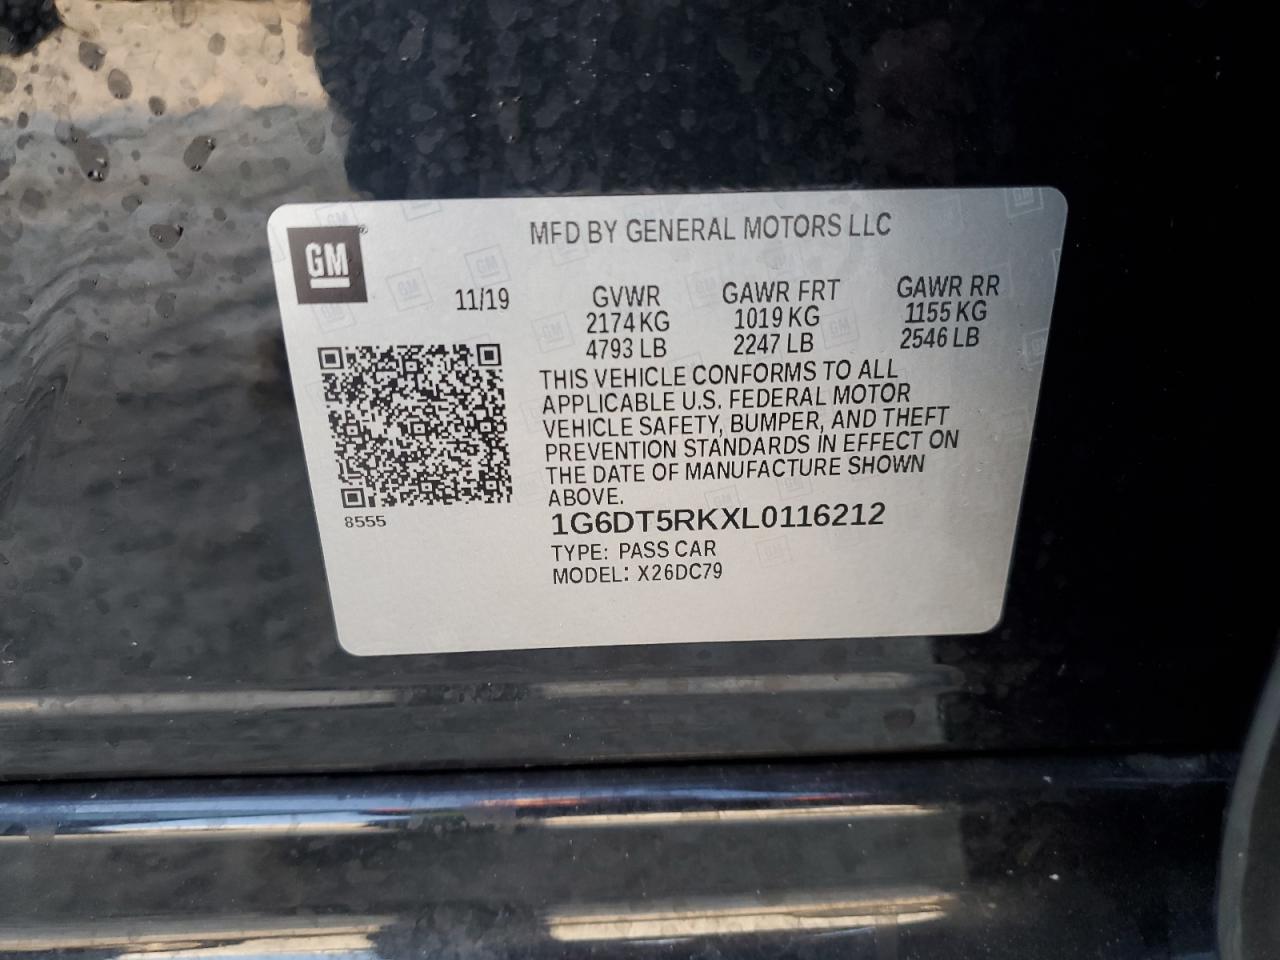 GM
MFD BY GENERAL MOTORS LLC
11/19
GVWR GAWR FRT GAWR RR
2174 KG 1019 KG 1155 KG
4793 LB 2247 LB 2546 LB
THIS VEHICLE CONFORMS TO ALL
APPLICABLE U.S. FEDERAL MOTOR
VEHICLE SAFETY, BUMPER, AND THEFT
PREVENTION STANDARDS IN EFFECT ON
THE DATE OF MANUFACTURE SHOWN
ABOVE.
8555
1G6DT5RKXL0116212
TYPE: PASS CAR
MODEL: X26DC79